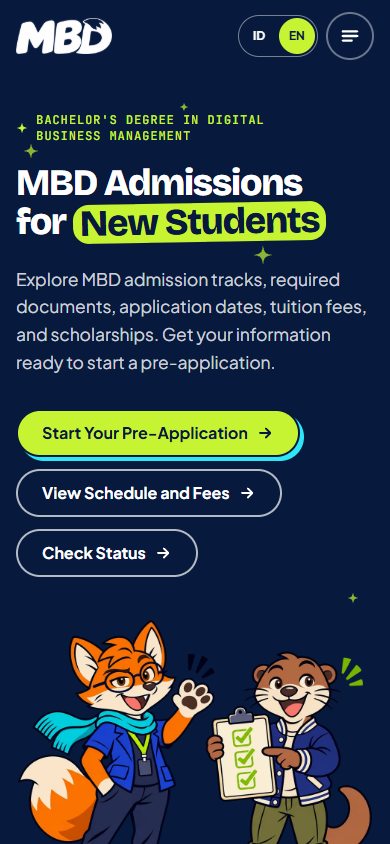 MBD
ID EN
BACHELOR'S DEGREE IN DIGITAL
BUSINESS MANAGEMENT
MBD Admissions
for New Students
Explore MBD admission tracks, required
documents, application dates, tuition fees,
and scholarships. Get your information
ready to start a pre-application.
Start Your Pre-Application →
View Schedule and Fees →
Check Status →